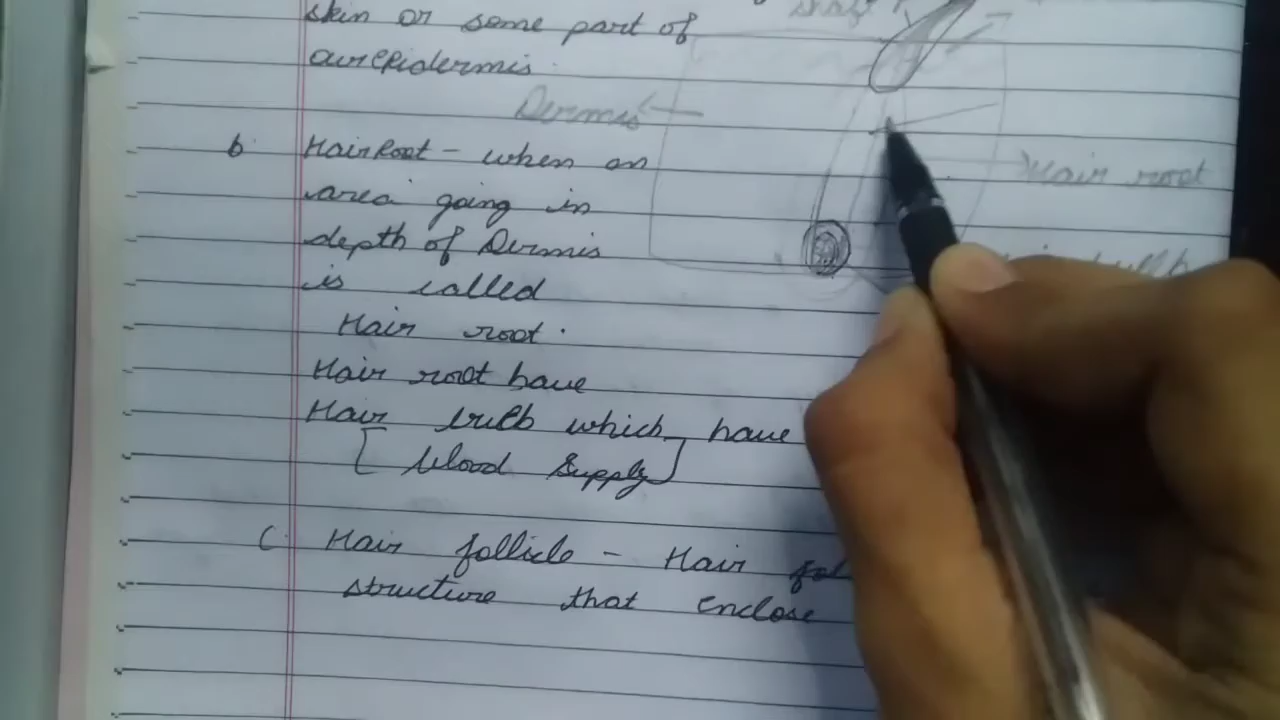 skin or some part of
our epidermis.
Dermis
b. Hair Root - when an
area going in
depth of Dermis
is called
Hair root.
Hair root have
Hair bulb which have
[blood supply]
Hair root
C. Hair follicle - Hair
structure that enclose